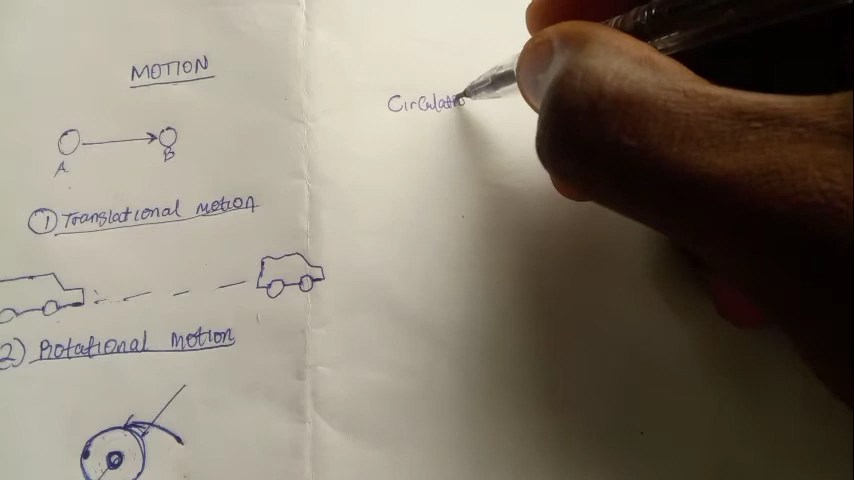 MOTION
A
B
1 Translational motion
2) Rotational motion
Circulatio